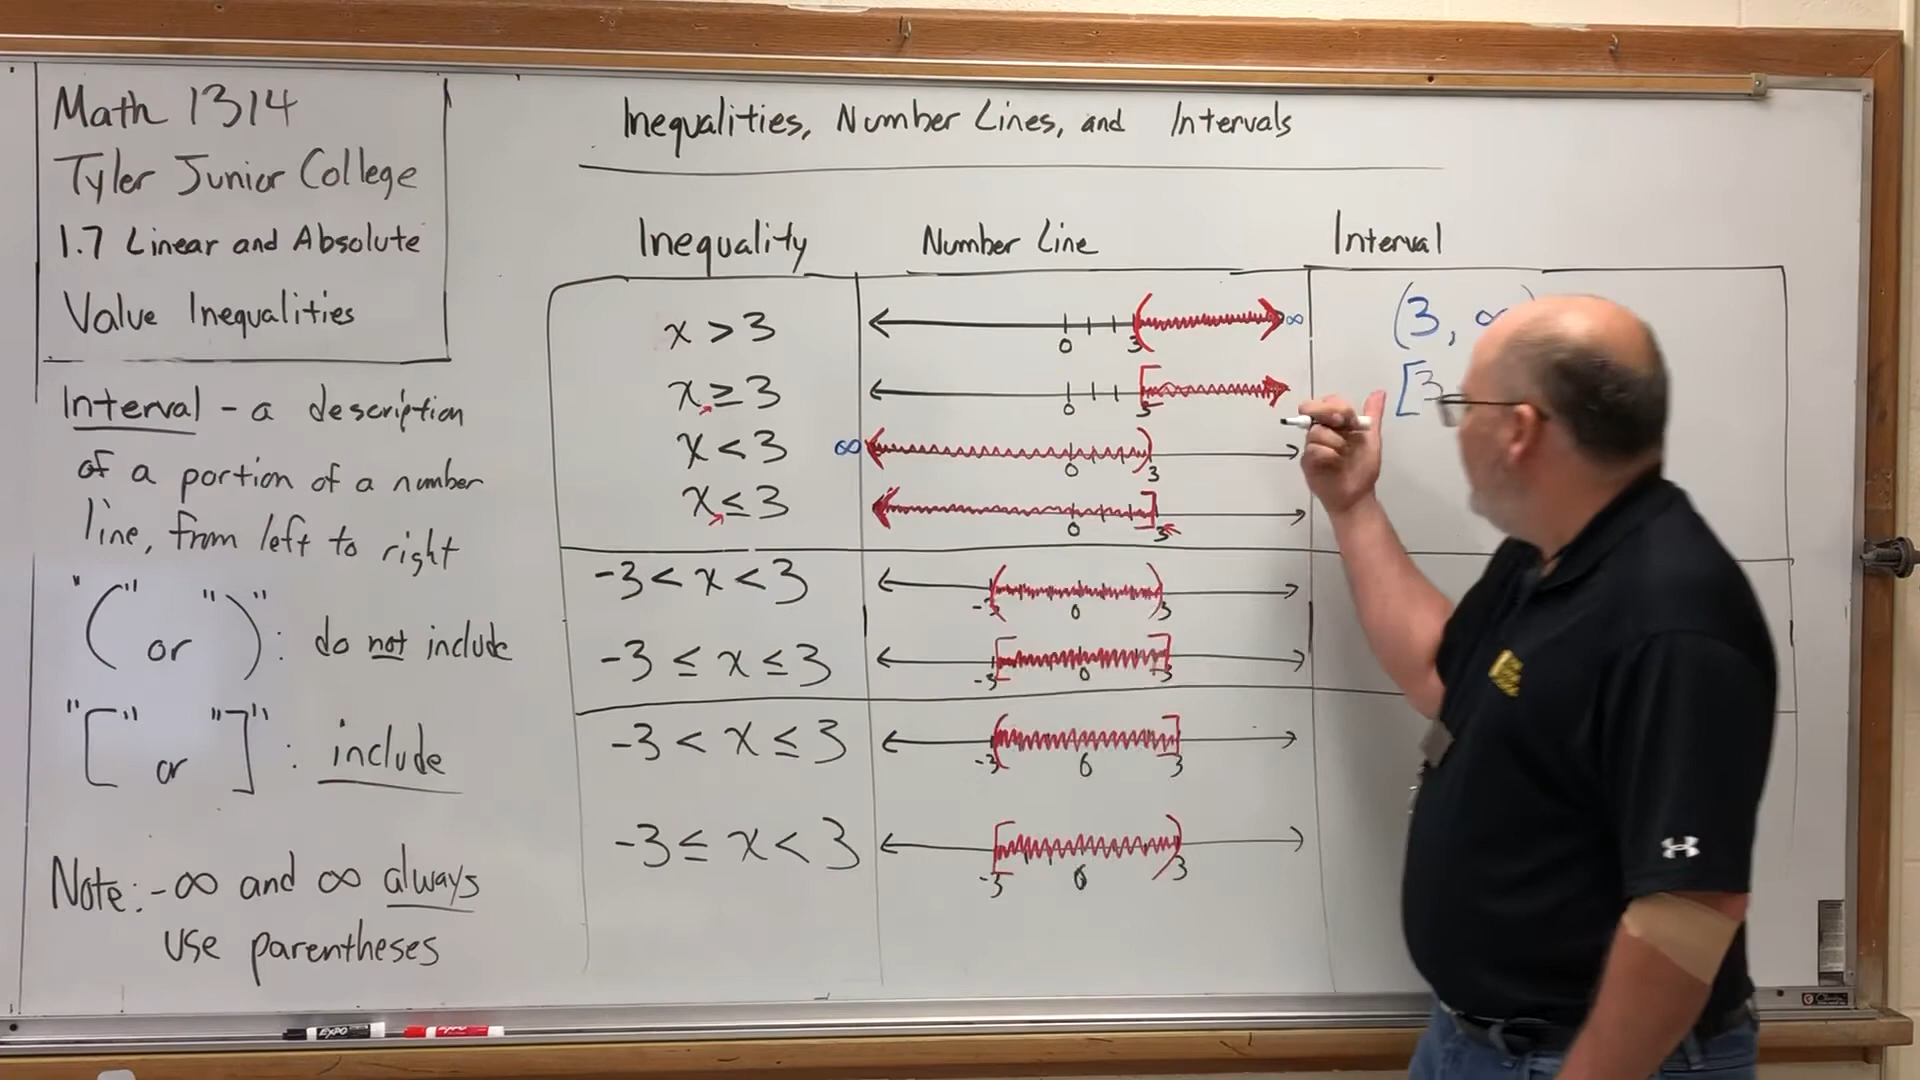 Math 1314
Tyler Junior College
1.7 Linear and Absolute
Value Inequalities
Interval - a description
of a portion of a number
line, from left to right
"(" or ")": do not include
"[" or "]": include
Note: -∞ and ∞ always
use parentheses
Inequalities, Number Lines, and Intervals
Inequality Number Line Interval
x > 3 0 3 ∞ (3, ∞)
x ≥ 3 0 3 [3
x < 3 ∞ 0 3
x ≤ 3 0 3
-3 < x < 3 -3 0 3
-3 ≤ x ≤ 3 -3 0 3
-3 < x ≤ 3 -3 0 3
-3 ≤ x < 3 -3 0 3
EXPO